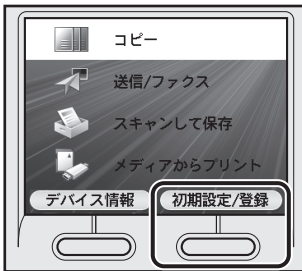 コピー
送信/ファクス
スキャンして保存
メディアからプリント
デバイス情報
初期設定/登録